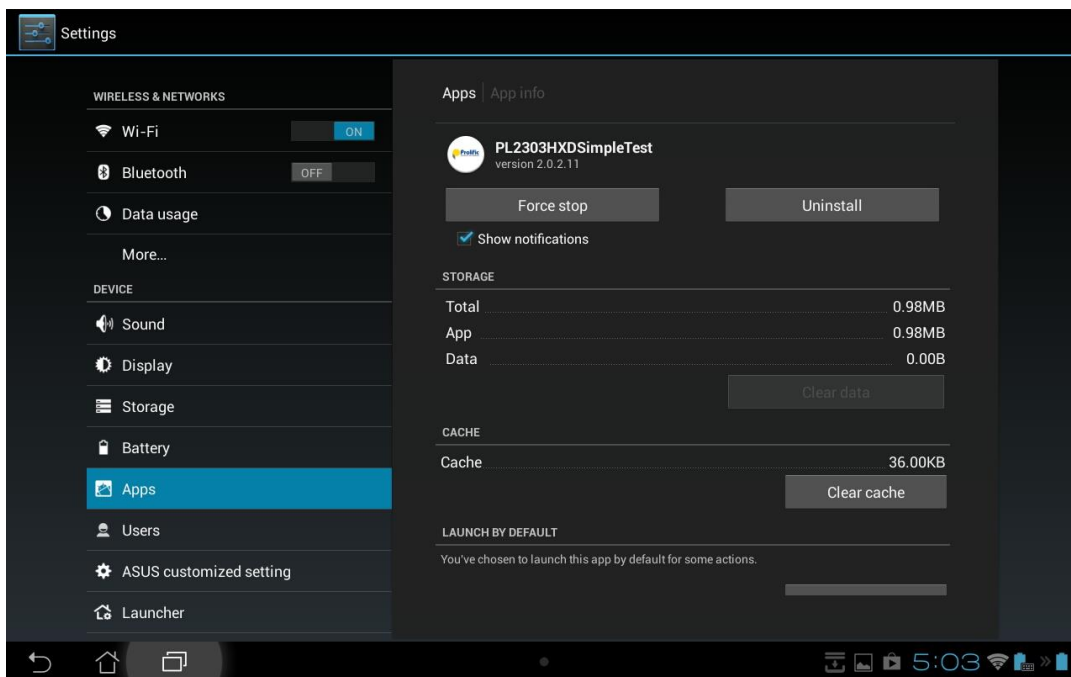 Settings
WIRELESS & NETWORKS
Wi-Fi ON
Bluetooth OFF
Data usage
More...
DEVICE
Sound
Display
Storage
Battery
Apps
Users
ASUS customized setting
Launcher
Apps | App info
Prolific
PL2303HXDSimpleTest
version 2.0.2.11
Force stop Uninstall
Show notifications
STORAGE
Total 0.98MB
App 0.98MB
Data 0.00B
Clear data
CACHE
Cache 36.00KB
Clear cache
LAUNCH BY DEFAULT
You've chosen to launch this app by default for some actions.
5:03